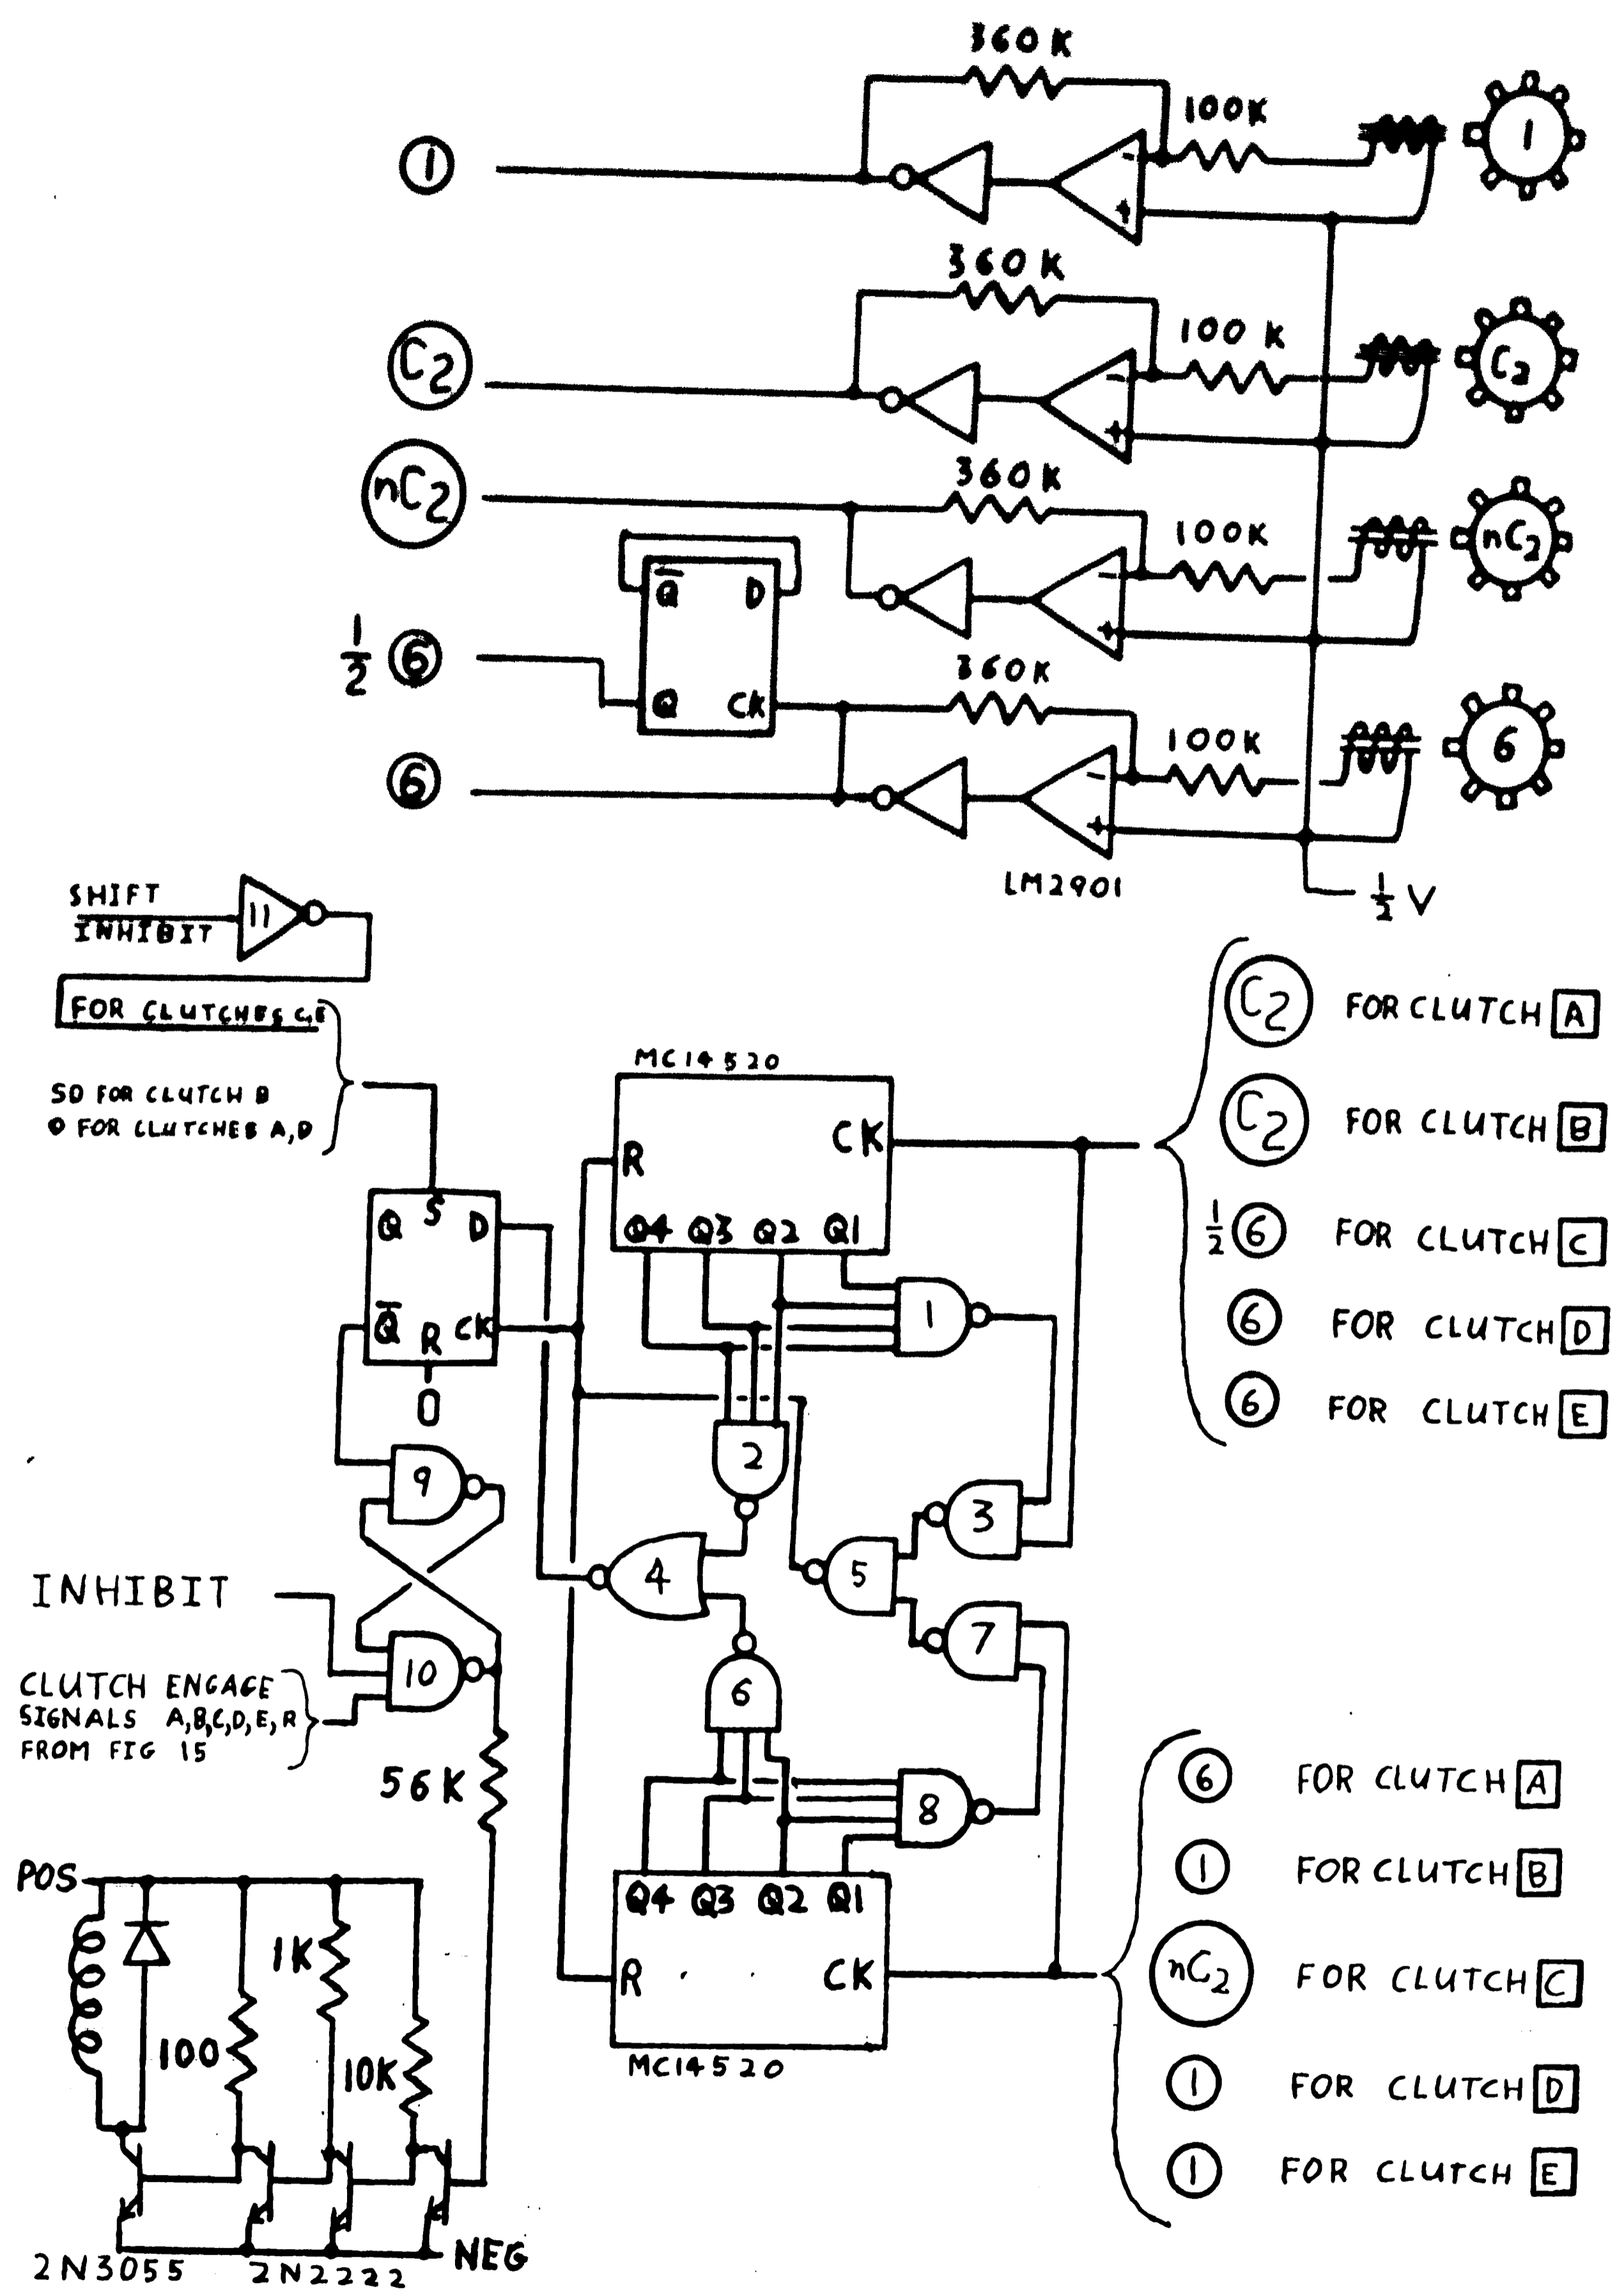 360K
100K
1
1
-
+
360K
100K
C2
C2
-
+
360K
nC2
100K
nC2
-
+
Q D
1/2 6
Q CK
360K
100K
6
6
-
+
LM2901
1/2 V
SHIFT
INHIBIT
11
FOR CLUTCHES C,E
SD FOR CLUTCH B
0 FOR CLUTCHES A,D
C2 FOR CLUTCH A
C2 FOR CLUTCH B
1/2 6 FOR CLUTCH C
6 FOR CLUTCH D
6 FOR CLUTCH E
MC14520
R CK
Q4 Q3 Q2 Q1
Q S D
Q R CK
0
1
2
3
4
5
6
7
8
9
10
INHIBIT
CLUTCH ENGAGE
SIGNALS A,B,C,D,E,R
FROM FIG 15
56K
Q4 Q3 Q2 Q1
R CK
MC14520
6 FOR CLUTCH A
1 FOR CLUTCH B
nC2 FOR CLUTCH C
1 FOR CLUTCH D
1 FOR CLUTCH E
POS
1K
100
10K
NEG
2N3055 2N2222